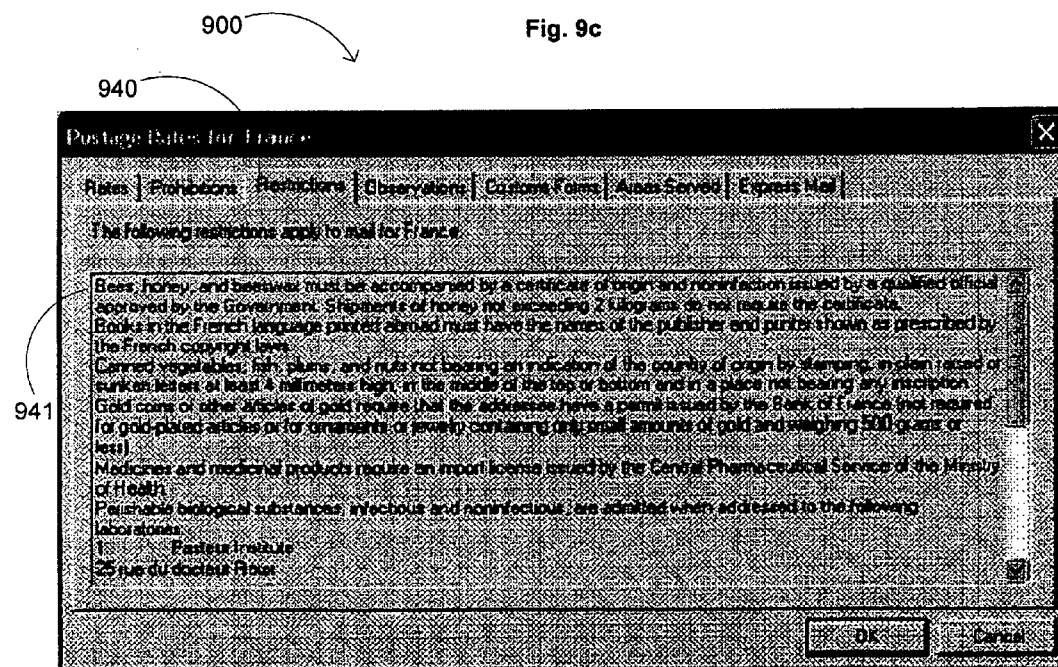 900
Fig. 9c
940
Postage Rates for France
Rates Prohibitions Restrictions Observations Customs Forms Areas Served Express Mail
The following restrictions apply to mail for France:
941
Bees, honey, and beeswax must be accompanied by a certificate of origin and noninfection issued by a qualified official
approved by the Government. Shipments of honey not exceeding 2 kilograms do not require the certificate.
Books in the French language printed abroad must have the names of the publisher and printer shown as prescribed by
the French copyright laws.
Canned vegetables, fish, plums, and nuts not bearing an indication of the country of origin by stamping, in plain raised or
sunken letters at least 4 millimeters high, in the middle of the top or bottom and in a place not bearing any inscription.
Gold coins or other articles of gold require that the addressee have a permit issued by the Bank of France (not required
for gold-plated articles or for ornaments or jewelry containing only small amounts of gold and weighing 500 grams or
less).
Medicines and medicinal products require an import license issued by the Central Pharmaceutical Service of the Ministry
of Health.
Perishable biological substances, infectious and noninfectious, are admitted when addressed to the following
laboratories:
1. Pasteur Institute
25 rue du docteur Roux
OK Cancel